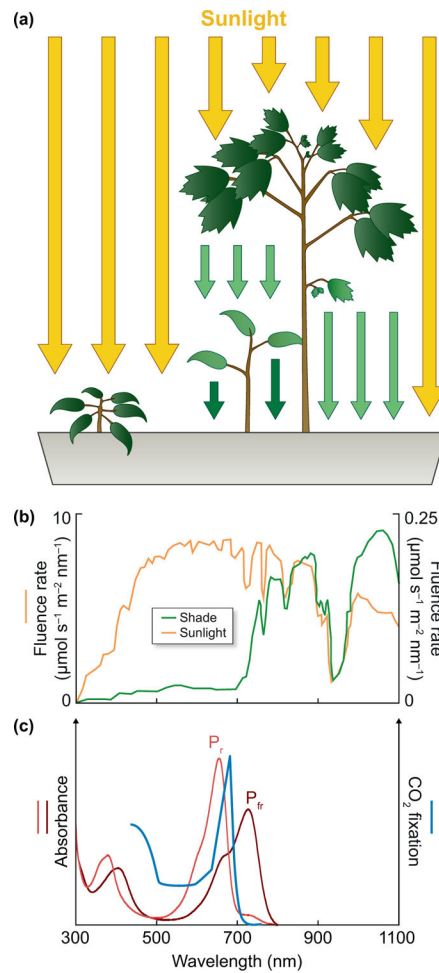 (a)
Sunlight
(b)
10
0
Fluence rate
(μmol s⁻¹ m⁻² nm⁻¹)
Shade
Sunlight
0.25
0
Fluence rate
(μmol s⁻¹ m⁻² nm⁻¹)
(c)
Absorbance
Pr
Pfr
CO₂ fixation
300 500 700 900 1100
Wavelength (nm)